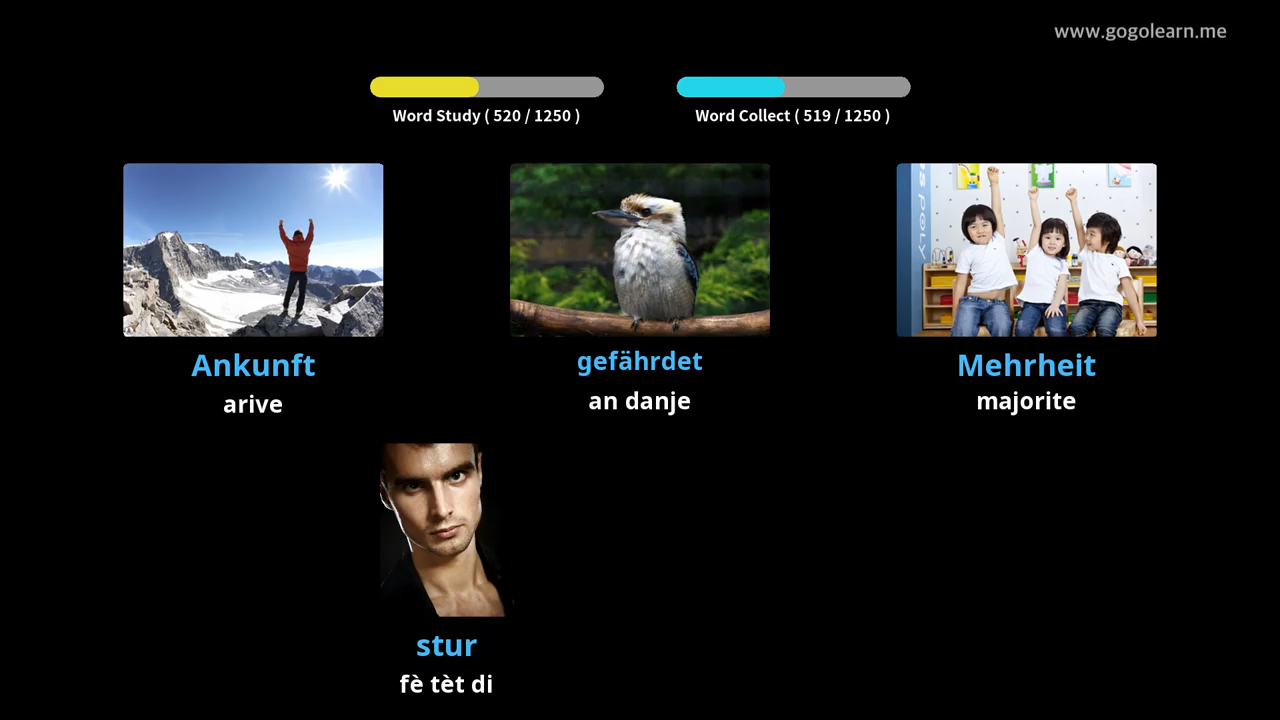 www.gogolearn.me
Word Study ( 520 / 1250 )
Word Collect ( 519 / 1250 )
Ankunft
arive
gefährdet
an danje
Mehrheit
majorite
stur
fè tèt di